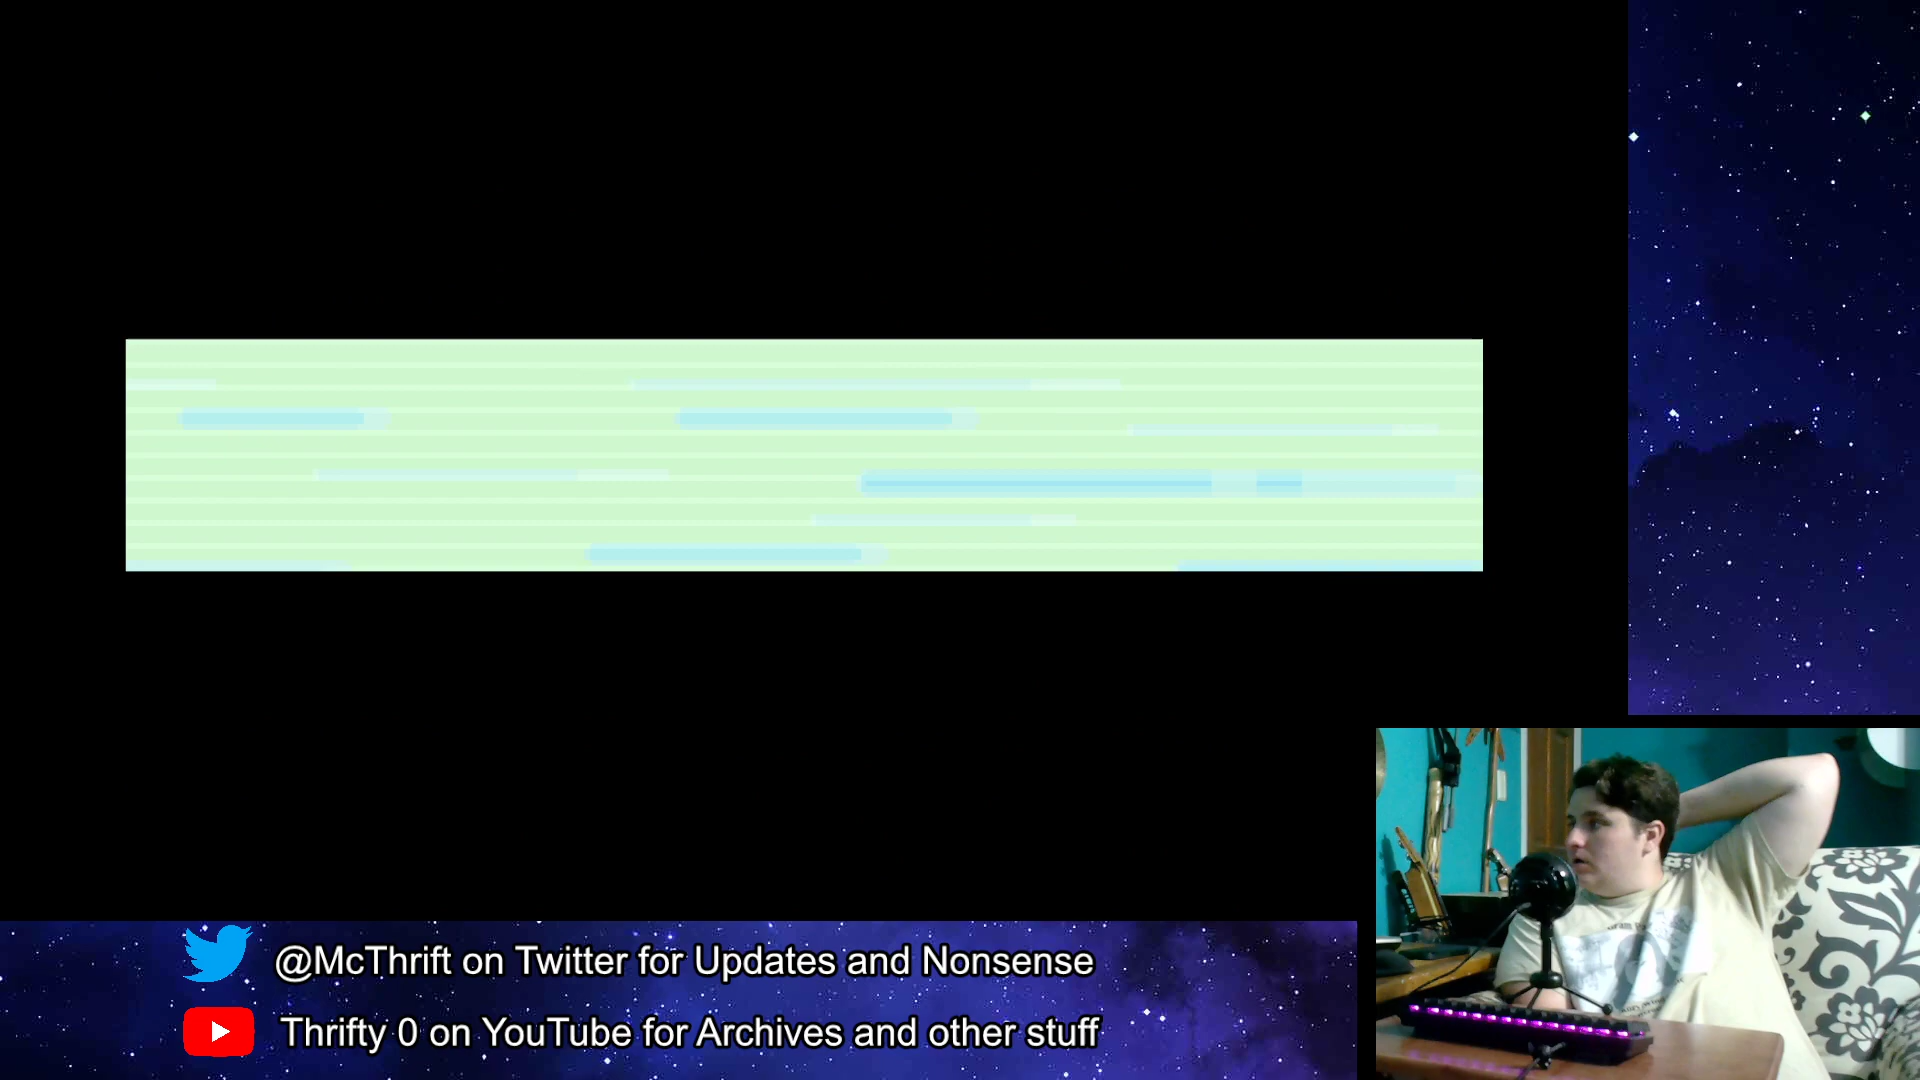 @McThrift on Twitter for Updates and Nonsense
Thrifty 0 on YouTube for Archives and other stuff